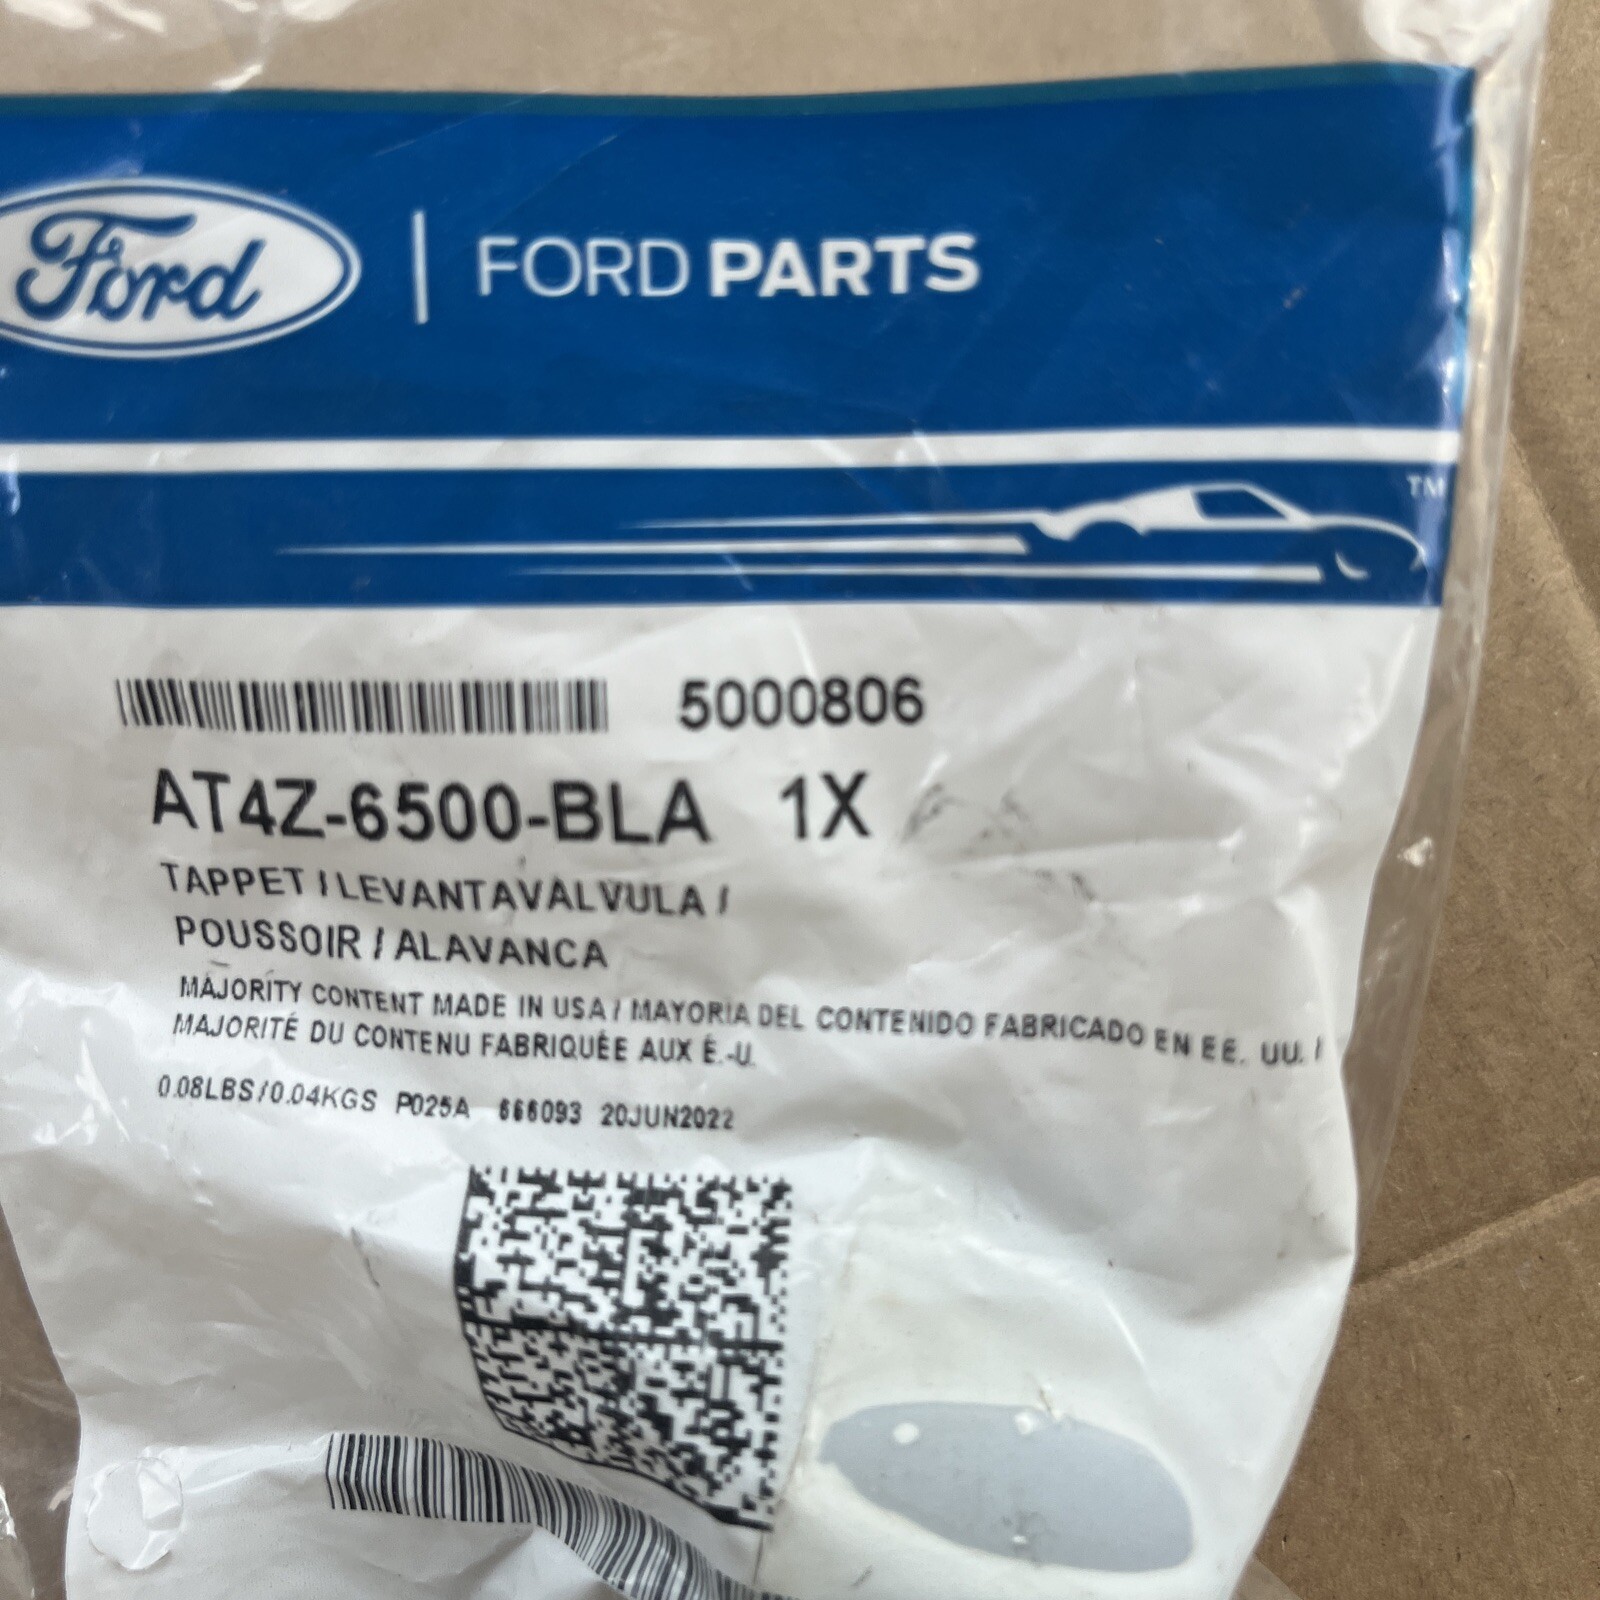 Ford | FORD PARTS
TM
5000806
AT4Z-6500-BLA 1X
TAPPET / LEVANTAVALVULA /
POUSSOIR / ALAVANCA
MAJORITY CONTENT MADE IN USA / MAYORIA DEL CONTENIDO FABRICADO EN EE. UU. /
MAJORITÉ DU CONTENU FABRIQUÉE AUX É.-U.
0.08LBS/0.04KGS P025A 666093 20JUN2022